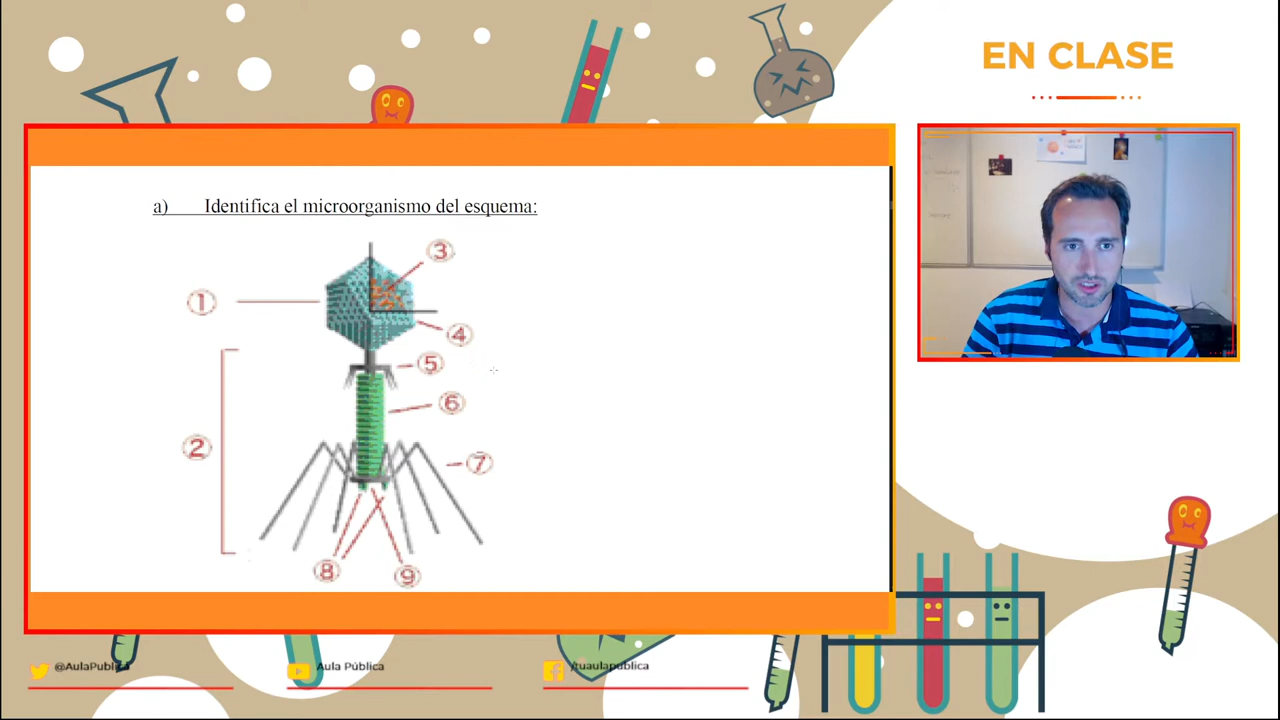 EN CLASE
a) Identifica el microorganismo del esquema:
3
1
4
5
6
2
7
8
9
@AulaPublica
Aula Pública
/tuaulapublica